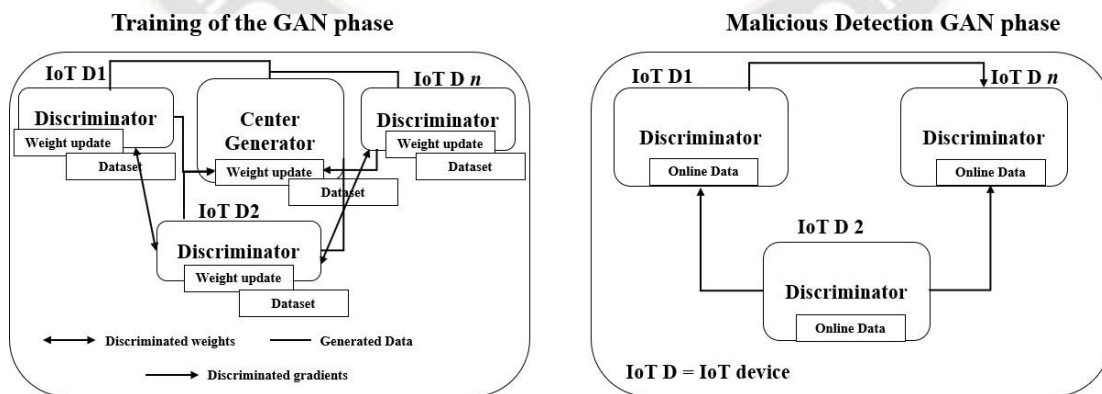 Training of the GAN phase
IoT D1
IoT D n
Discriminator
Weight update
Dataset
Center
Generator
Weight update
Dataset
Discriminator
Weight update
Dataset
IoT D2
Discriminator
Weight update
Dataset
Discriminated weights
Generated Data
Discriminated gradients
Malicious Detection GAN phase
IoT D1
IoT D n
Discriminator
Online Data
Discriminator
Online Data
IoT D 2
Discriminator
Online Data
IoT D = IoT device